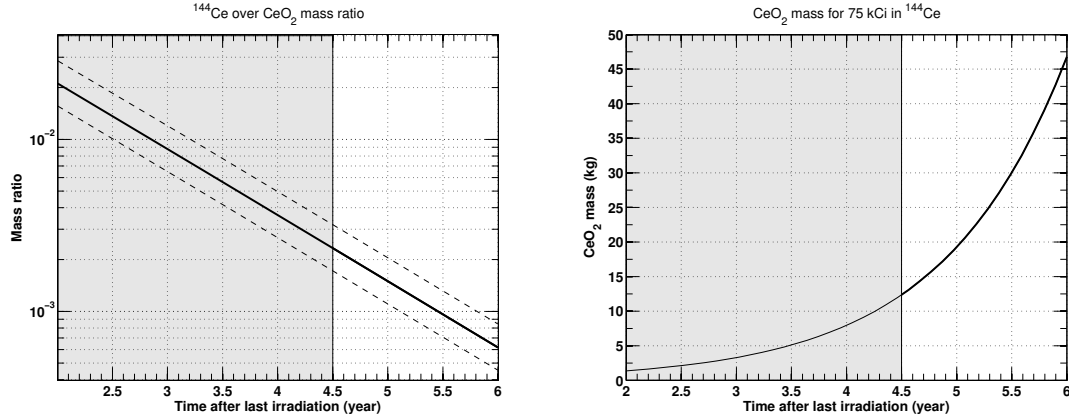 ¹⁴⁴Ce over CeO₂ mass ratio
10⁻²
10⁻³
Mass ratio
2.5 3 3.5 4 4.5 5 5.5 6
Time after last irradiation (year)
CeO₂ mass for 75 kCi in ¹⁴⁴Ce
50
45
40
35
30
25
20
15
10
5
0
CeO₂ mass (kg)
2 2.5 3 3.5 4 4.5 5 5.5 6
Time after last irradiation (year)